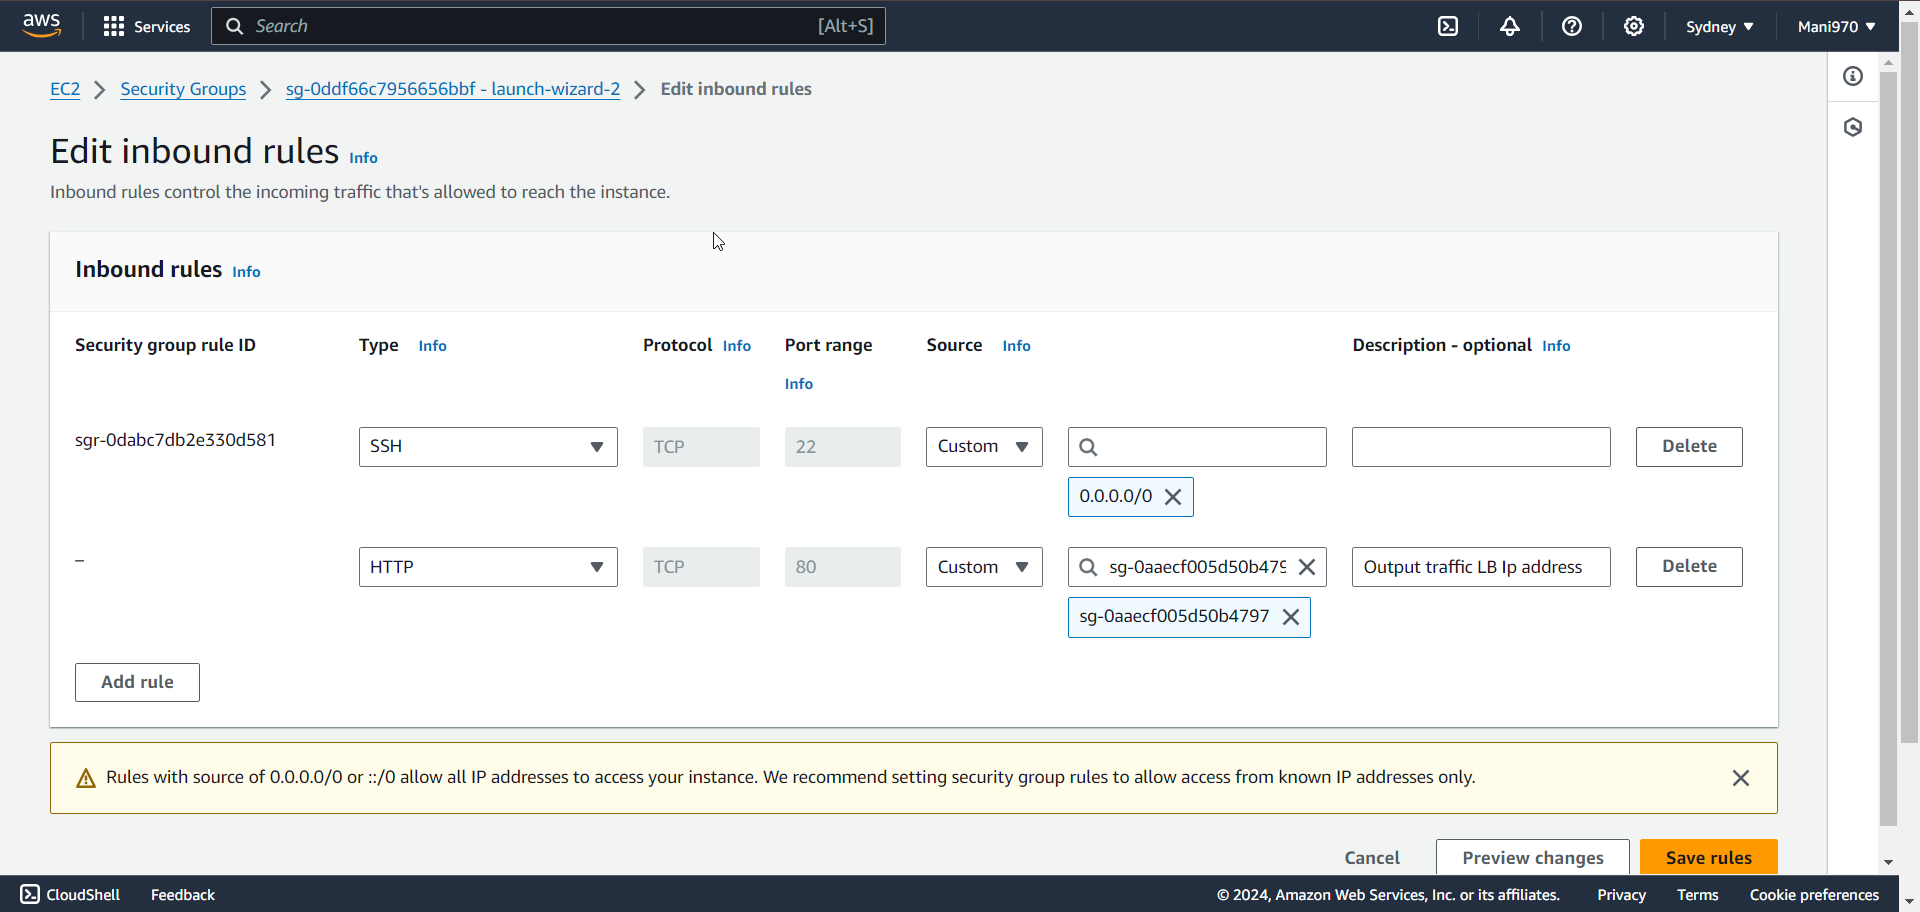 aws
Services
Search
[Alt+S]
Sydney
Mani970
EC2
Security Groups
sg-0ddf66c7956656bbf - launch-wizard-2
Edit inbound rules
Edit inbound rules Info
Inbound rules control the incoming traffic that's allowed to reach the instance.
Inbound rules Info
Security group rule ID
Type Info
Protocol Info
Port range
Info
Source Info
Description - optional Info
sgr-0dabc7db2e330d581
SSH
TCP
22
Custom
Delete
0.0.0.0/0
–
HTTP
TCP
80
Custom
sg-0aaecf005d50b479
Output traffic LB Ip address
Delete
sg-0aaecf005d50b4797
Add rule
Rules with source of 0.0.0.0/0 or ::/0 allow all IP addresses to access your instance. We recommend setting security group rules to allow access from known IP addresses only.
Cancel
Preview changes
Save rules
CloudShell
Feedback
© 2024, Amazon Web Services, Inc. or its affiliates.
Privacy
Terms
Cookie preferences